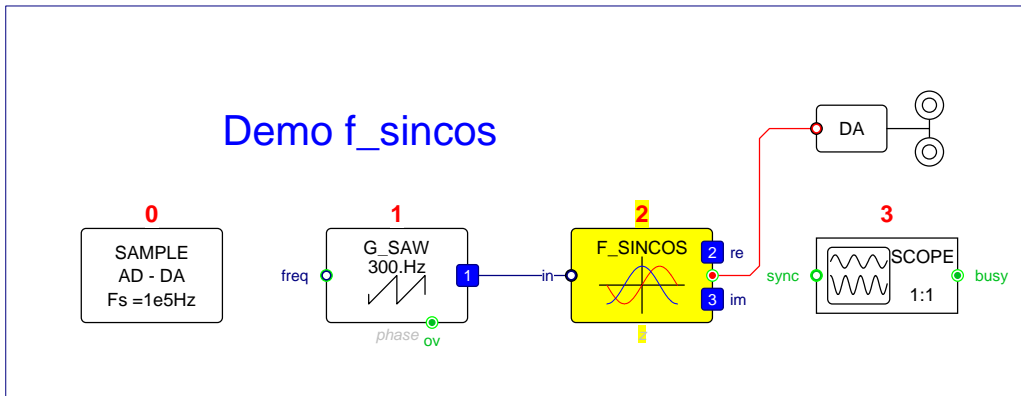 Demo f_sincos
DA
0
1
2
3
SAMPLE
AD - DA
Fs =1e5Hz
freq
G_SAW
300.Hz
1
phase
ov
in
F_SINCOS
2
re
3
im
z
sync
SCOPE
1:1
busy